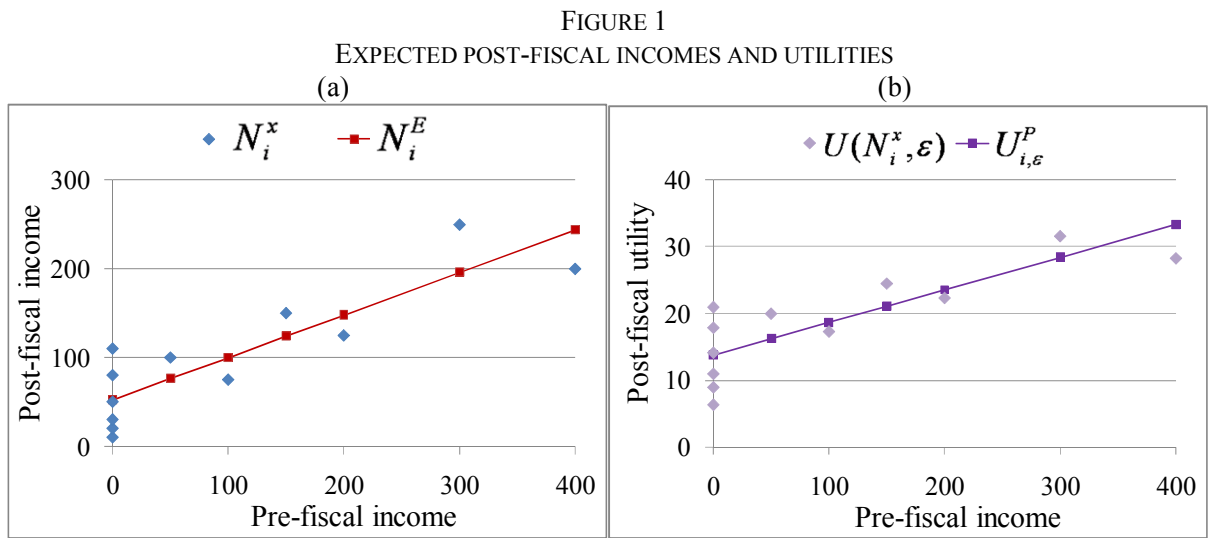 FIGURE 1
EXPECTED POST-FISCAL INCOMES AND UTILITIES
(a)
N_i^x N_i^E
300
200
100
0
Post-fiscal income
0 100 200 300 400
Pre-fiscal income
(b)
U(N_i^x, ε) U_{i,ε}^P
40
30
20
10
0
Post-fiscal utility
0 100 200 300 400
Pre-fiscal income